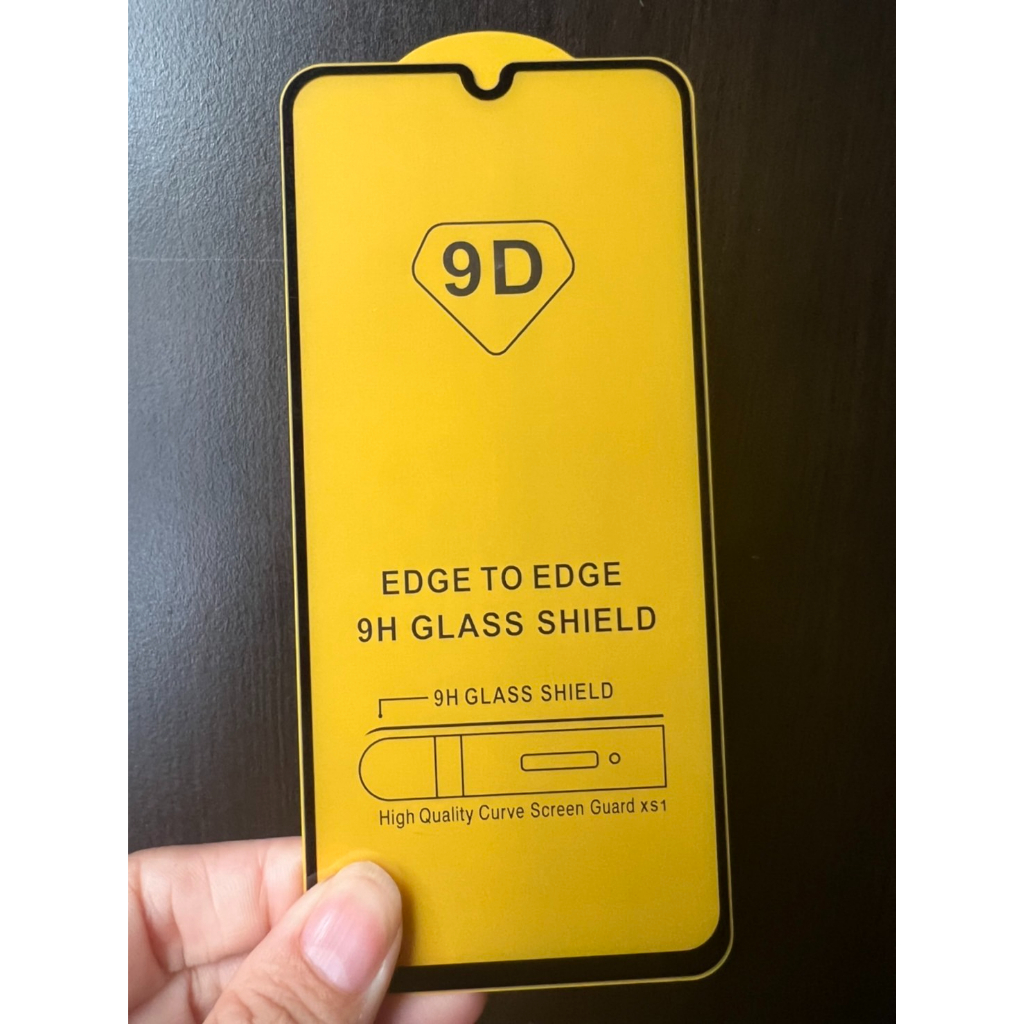 9D
EDGE TO EDGE
9H GLASS SHIELD
9H GLASS SHIELD
High Quality Curve Screen Guard xs1